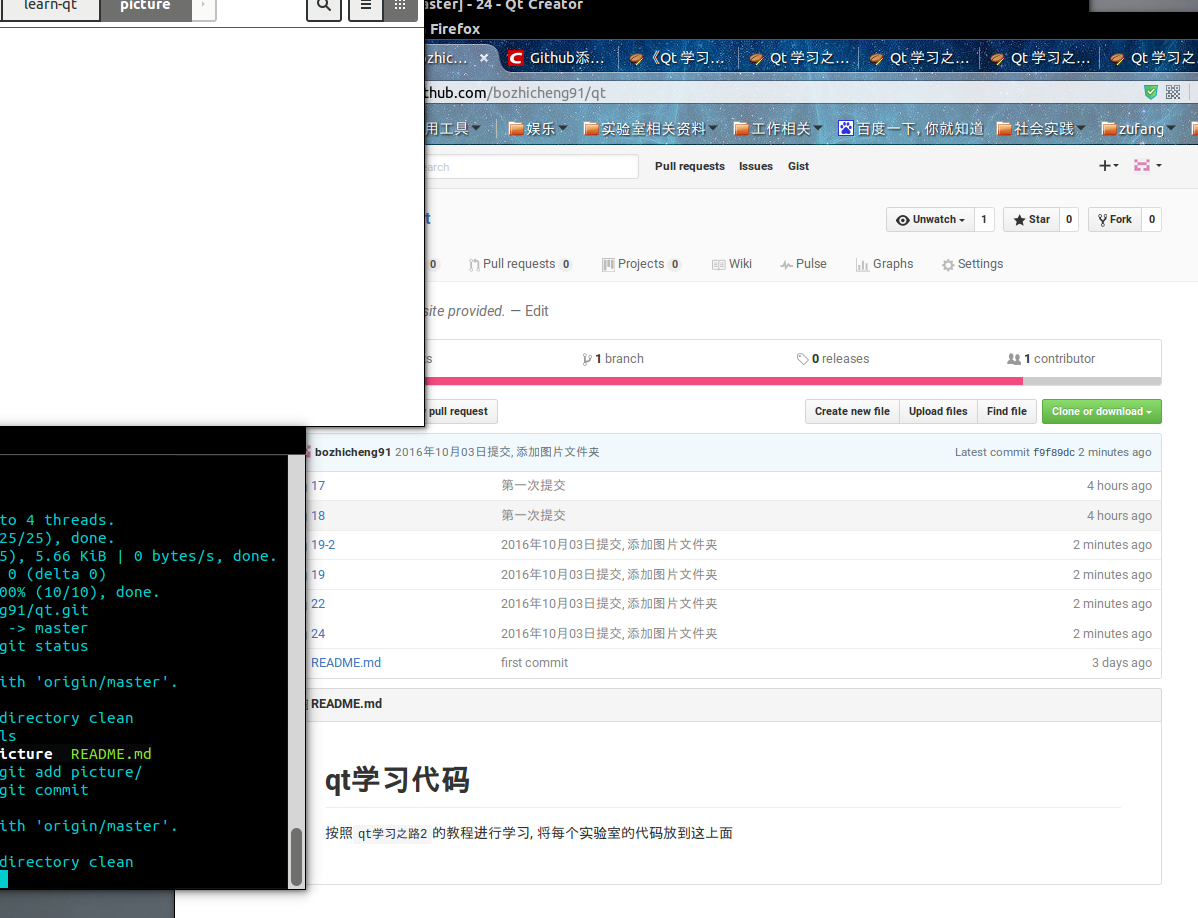 learn-qt picture
aster] - 24 - Qt Creator
Firefox
ozhic... × Github添... 《Qt 学习... Qt 学习之... Qt 学习之... Qt 学习之... Qt 学习之
thub.com/bozhicheng91/qt
用工具 娱乐 实验室相关资料 工作相关 百度一下, 你就知道 社会实践 zufang
earch Pull requests Issues Gist
t Unwatch 1 Star 0 Fork 0
0 Pull requests 0 Projects 0 Wiki Pulse Graphs Settings
site provided. — Edit
ts 1 branch 0 releases 1 contributor
pull request Create new file Upload files Find file Clone or download
bozhicheng91 2016年10月03日提交, 添加图片文件夹 Latest commit f9f89dc 2 minutes ago
17 第一次提交 4 hours ago
18 第一次提交 4 hours ago
19-2 2016年10月03日提交, 添加图片文件夹 2 minutes ago
19 2016年10月03日提交, 添加图片文件夹 2 minutes ago
22 2016年10月03日提交, 添加图片文件夹 2 minutes ago
24 2016年10月03日提交, 添加图片文件夹 2 minutes ago
README.md first commit 3 days ago
README.md
qt学习代码
按照 qt学习之路2 的教程进行学习, 将每个实验室的代码放到这上面
to 4 threads.
25/25), done.
5), 5.66 KiB | 0 bytes/s, done.
0 (delta 0)
00% (10/10), done.
g91/qt.git
-> master
git status
ith 'origin/master'.
directory clean
ls
icture README.md
git add picture/
git commit
ith 'origin/master'.
directory clean